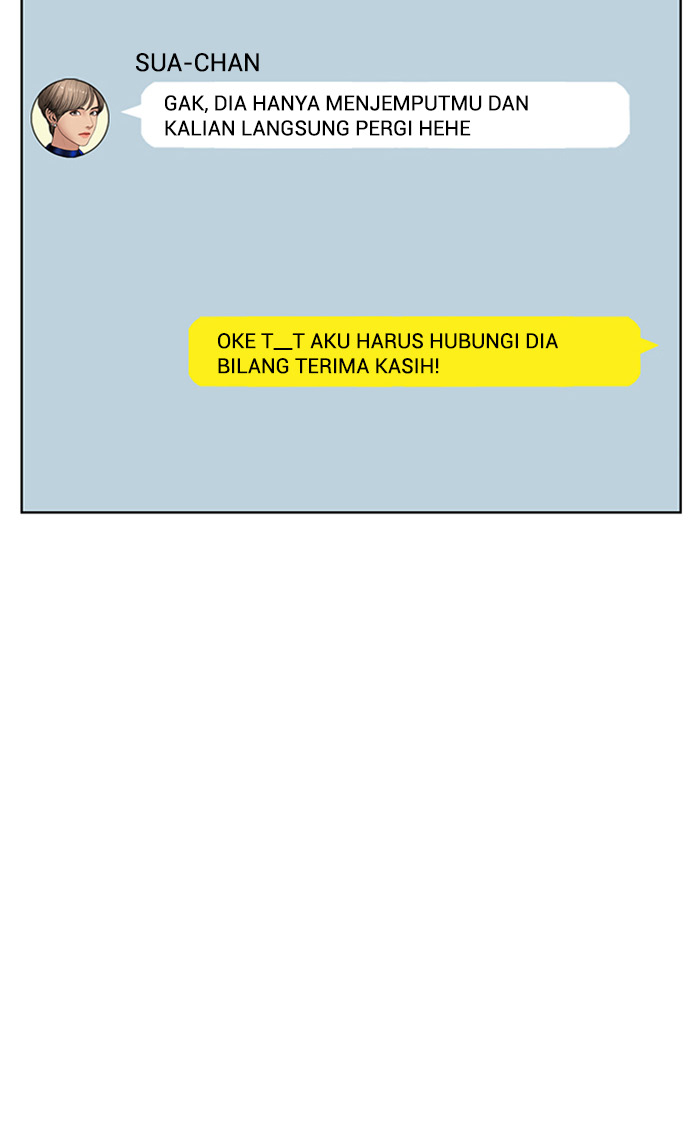 SUA-CHAN
GAK, DIA HANYA MENJEMPUTMU DAN
KALIAN LANGSUNG PERGI HEHE
OKE T__T AKU HARUS HUBUNGI DIA
BILANG TERIMA KASIH!